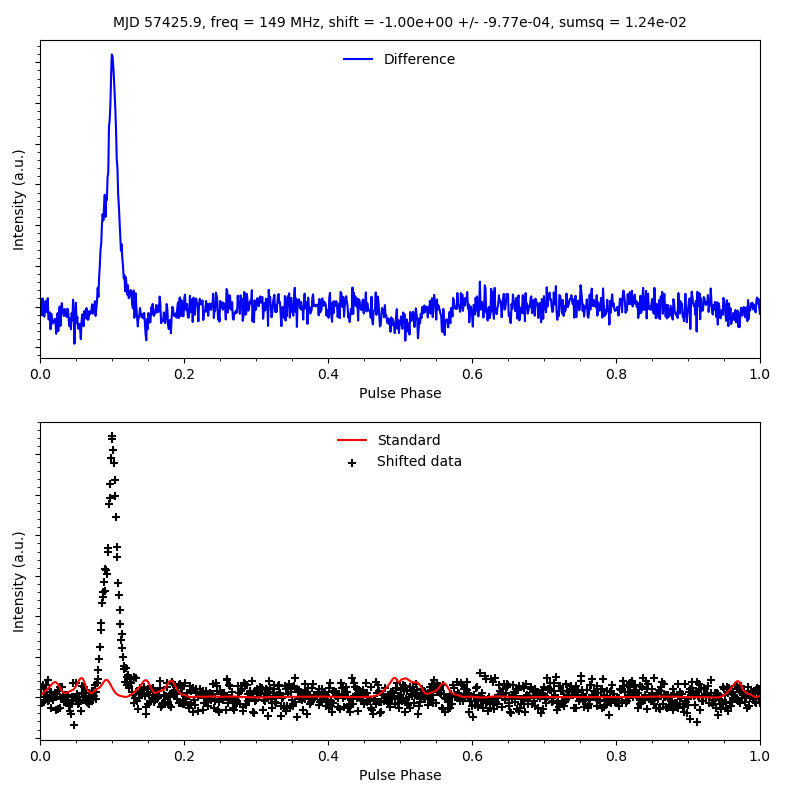 MJD 57425.9, freq = 149 MHz, shift = -1.00e+00 +/- -9.77e-04, sumsq = 1.24e-02
Difference
Intensity (a.u.)
0.0 0.2 0.4 0.6 0.8 1.0
Pulse Phase
Standard
Shifted data
Intensity (a.u.)
0.0 0.2 0.4 0.6 0.8 1.0
Pulse Phase